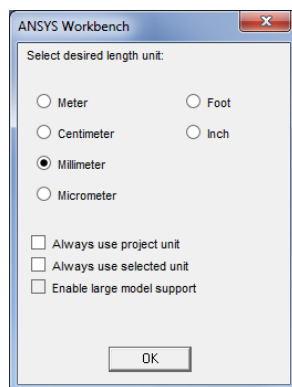 ANSYS Workbench
Select desired length unit:
Meter
Foot
Centimeter
Inch
Millimeter
Micrometer
Always use project unit
Always use selected unit
Enable large model support
OK